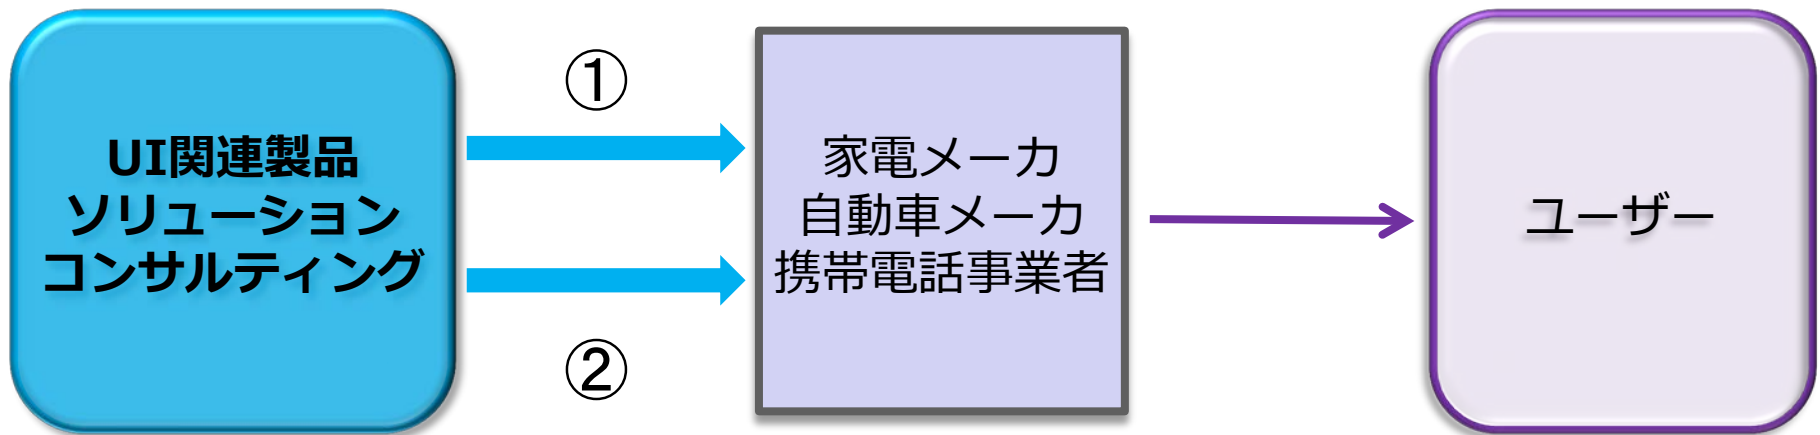 UI関連製品
ソリューション
コンサルティング
①
②
家電メーカ
自動車メーカ
携帯電話事業者
ユーザー